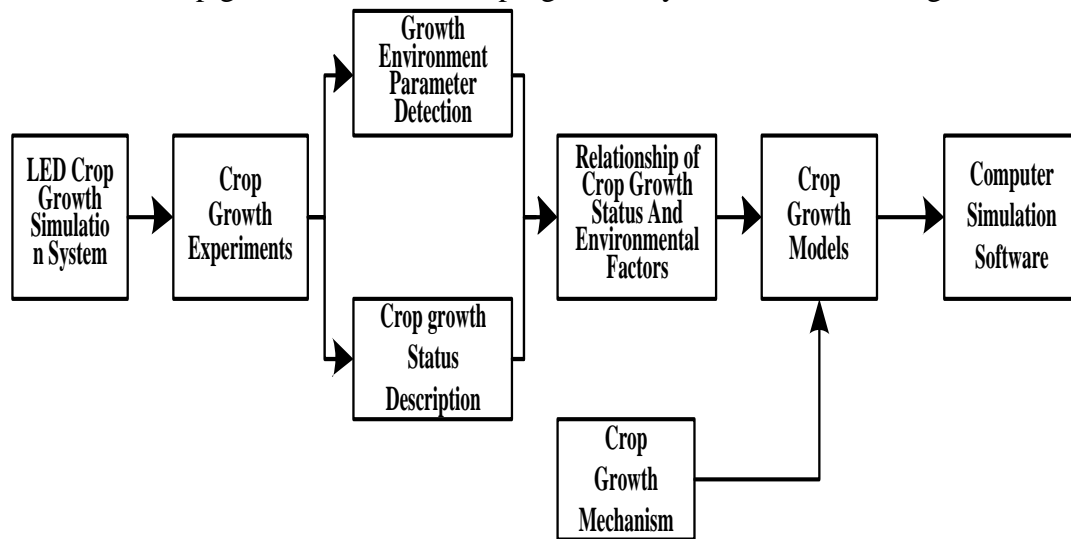 Growth
Environment
Parameter
Detection
LED Crop
Growth
Simulatio
n System
Crop
Growth
Experiments
Relationship of
Crop Growth
Status And
Environmental
Factors
Crop
Growth
Models
Computer
Simulation
Software
Crop growth
Status
Description
Crop
Growth
Mechanism